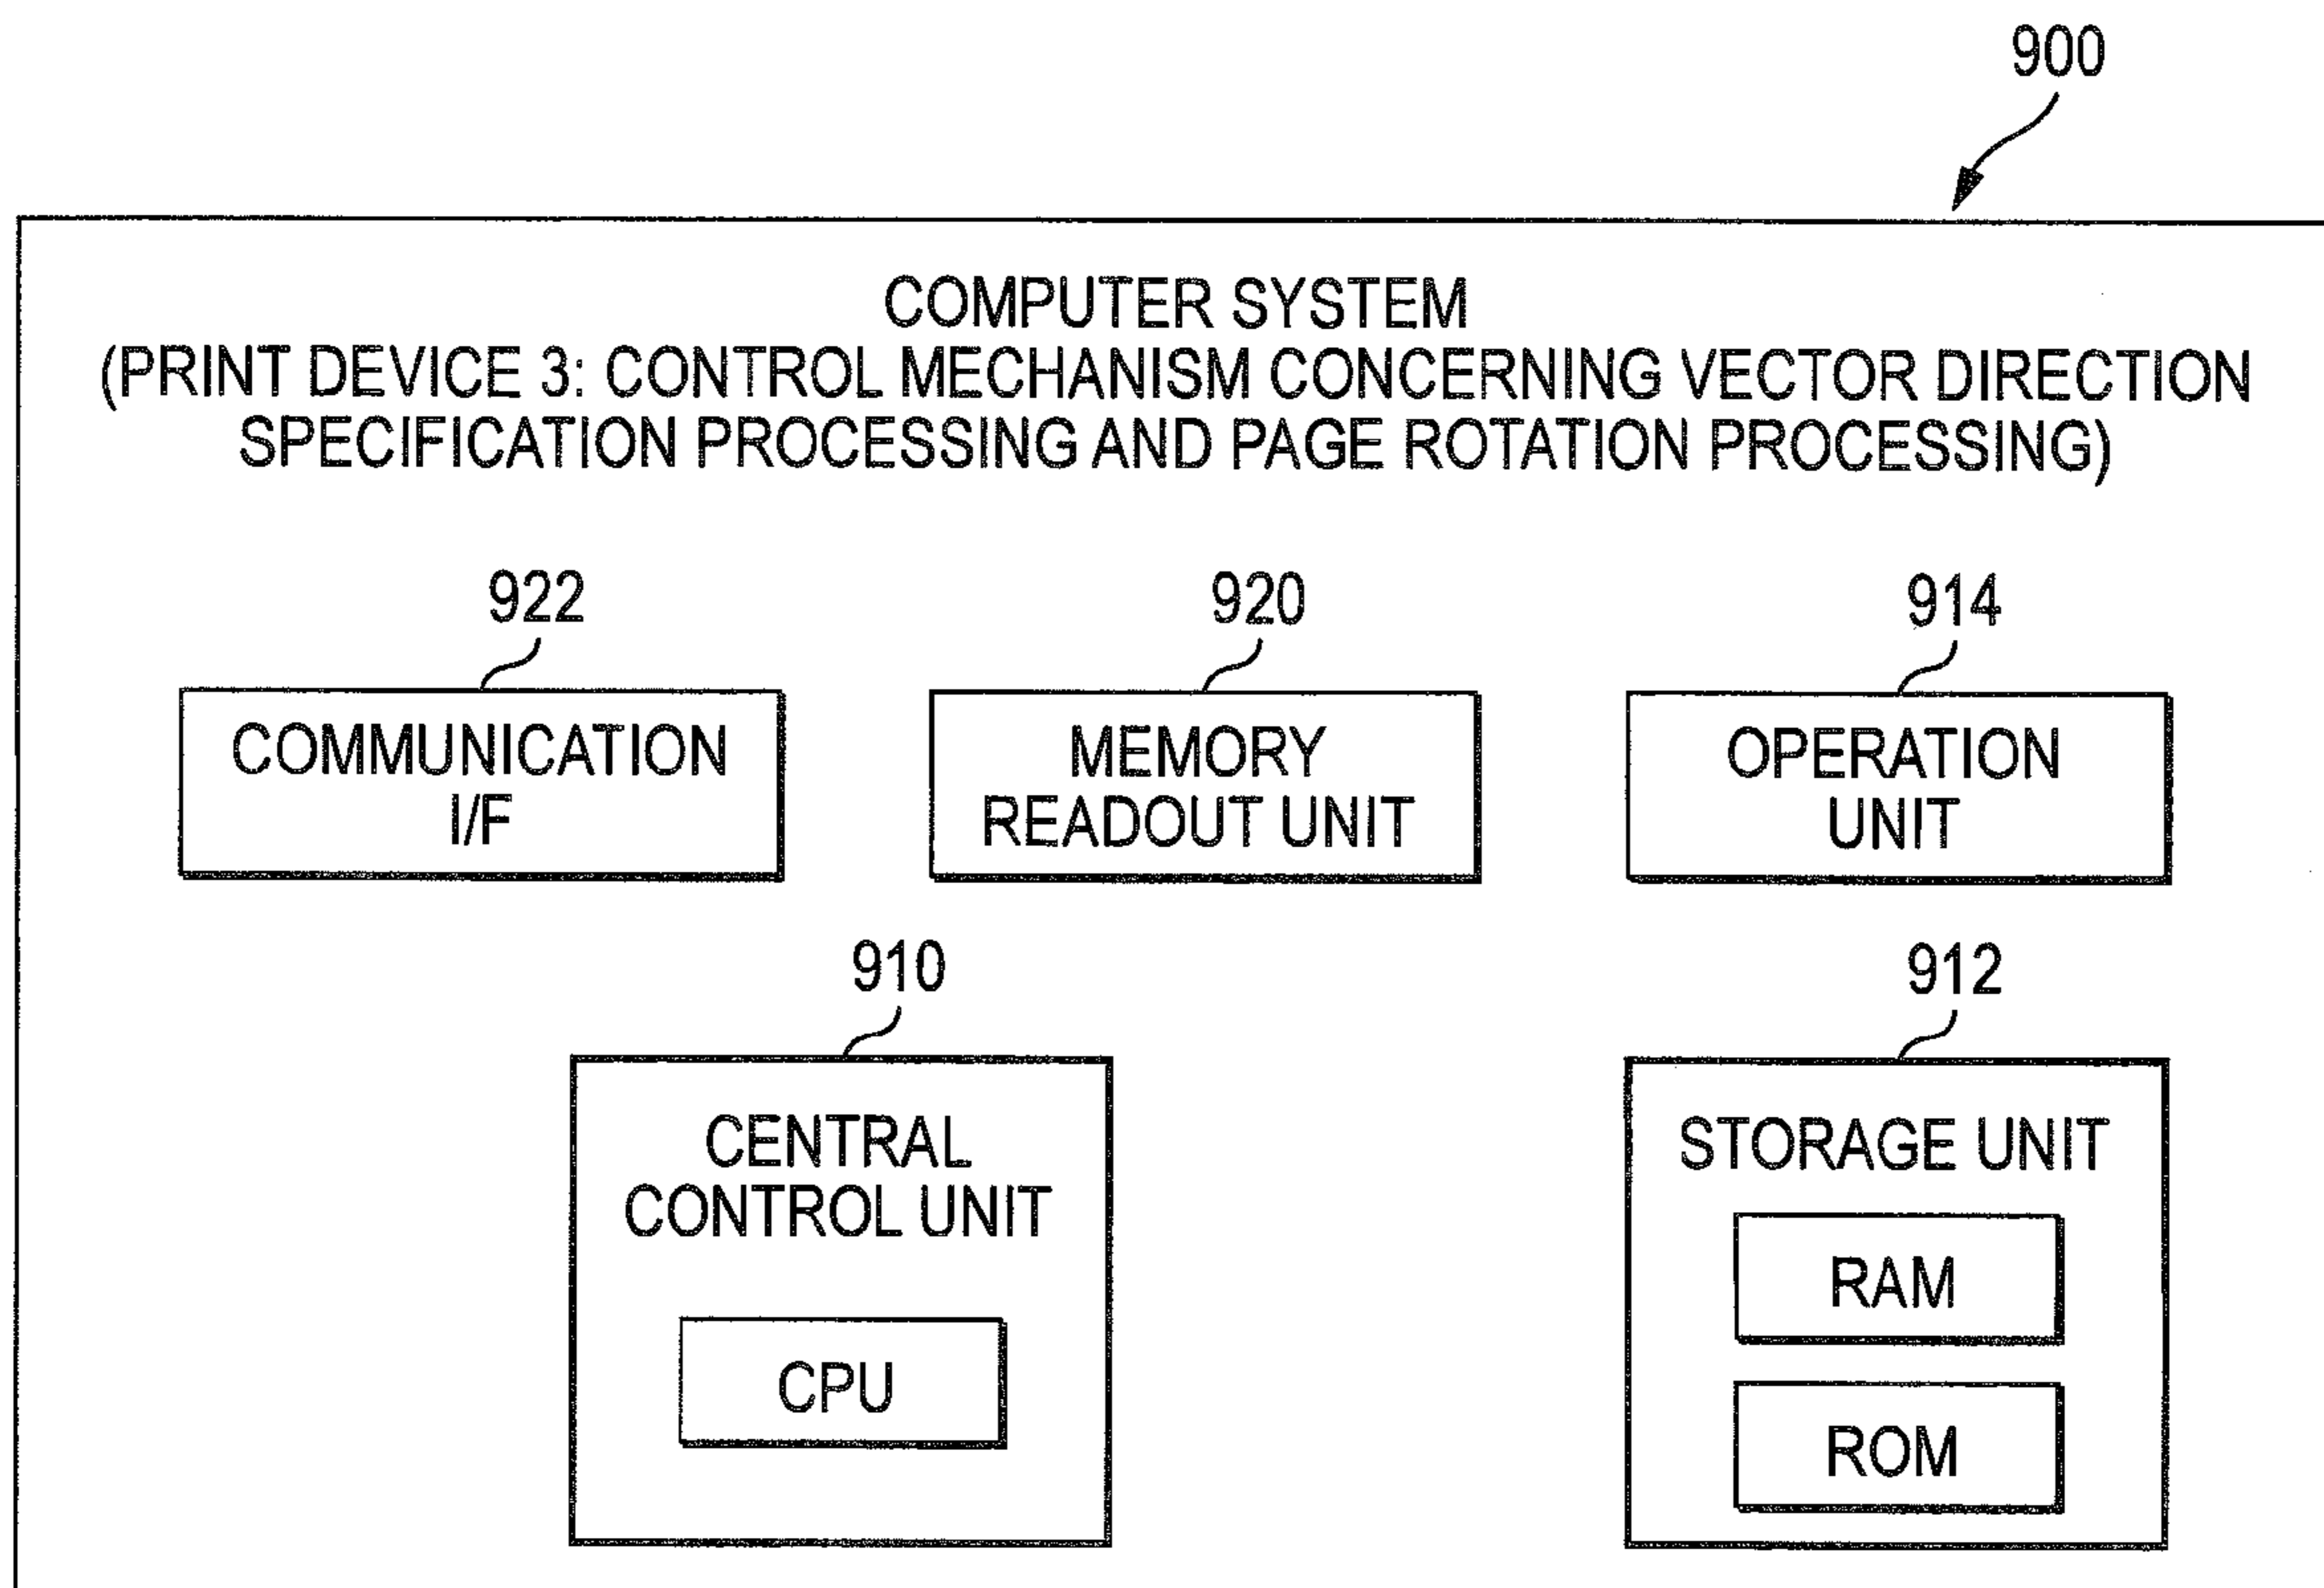 900
COMPUTER SYSTEM
(PRINT DEVICE 3: CONTROL MECHANISM CONCERNING VECTOR DIRECTION
SPECIFICATION PROCESSING AND PAGE ROTATION PROCESSING)
922
COMMUNICATION
I/F
920
MEMORY
READOUT UNIT
914
OPERATION
UNIT
910
CENTRAL
CONTROL UNIT
CPU
912
STORAGE UNIT
RAM
ROM